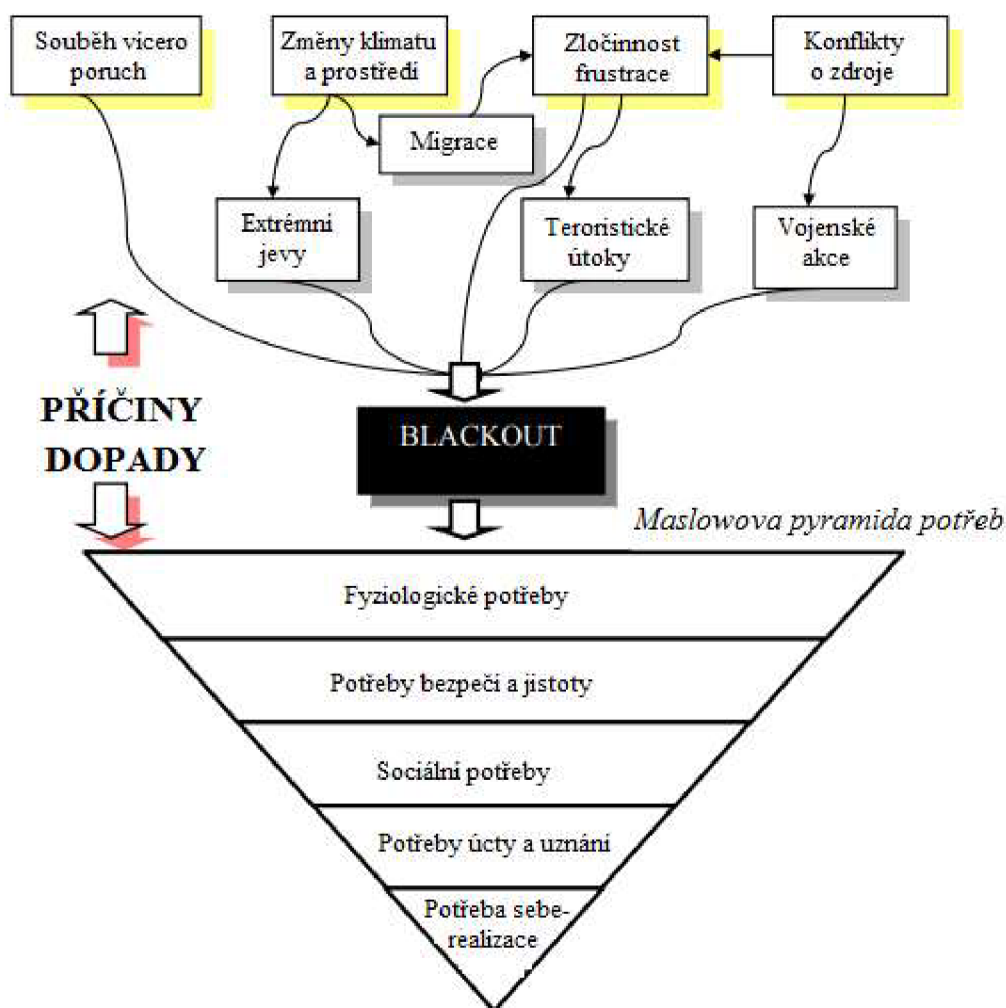 Souběh vícero
poruch
Změny klimatu
a prostředí
Zločinnost
frustrace
Konflikty
o zdroje
Migrace
Extrémní
jevy
Teroristické
útoky
Vojenské
akce
PŘÍČINY
DOPADY
BLACKOUT
Maslowova pyramida potřeb
Fyziologické potřeby
Potřeby bezpečí a jistoty
Sociální potřeby
Potřeby úcty a uznání
Potřeba sebe-
realizace